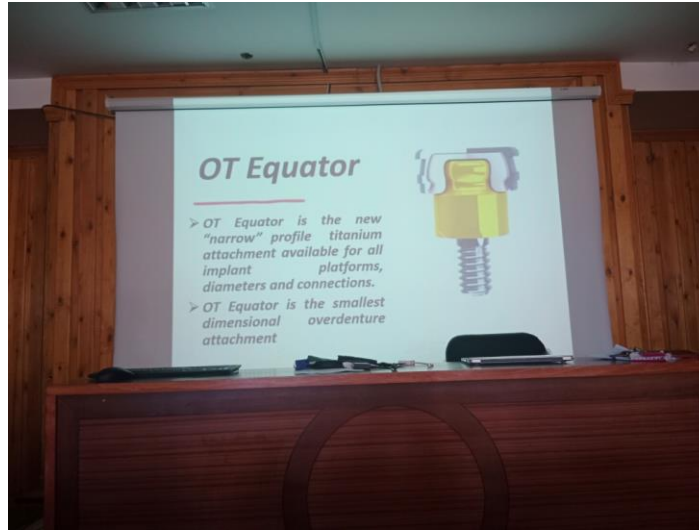 OT Equator
➢ OT Equator is the new
"narrow" profile titanium
attachment available for all
implant platforms,
diameters and connections.
➢ OT Equator is the smallest
dimensional overdenture
attachment